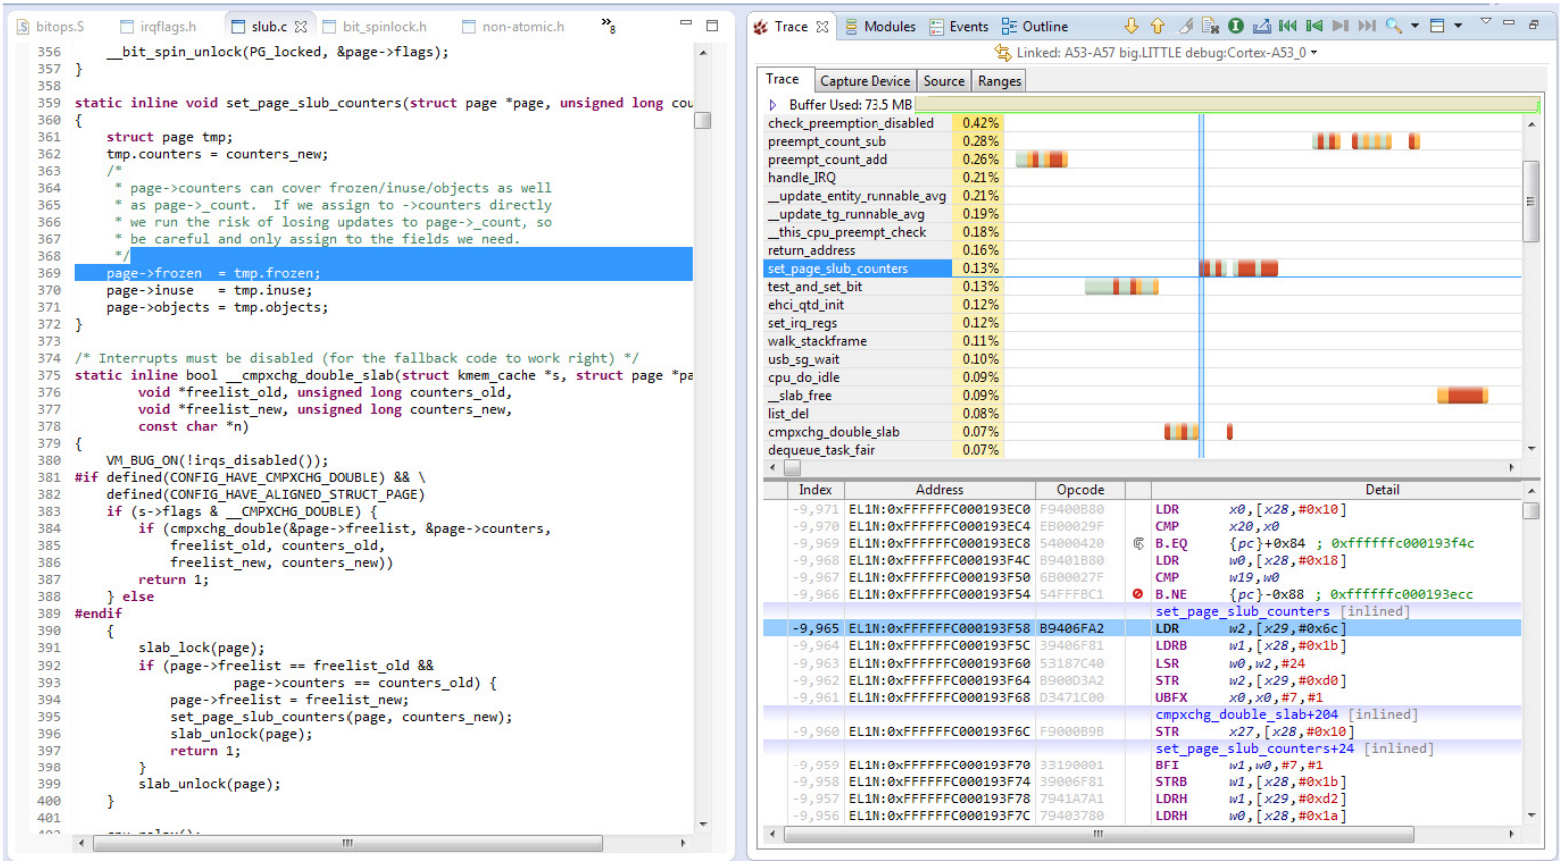 bitops.S irqflags.h slub.c bit_spinlock.h non-atomic.h »8
356 __bit_spin_unlock(PG_locked, &page->flags);
357 }
358
359 static inline void set_page_slub_counters(struct page *page, unsigned long cou
360 {
361 struct page tmp;
362 tmp.counters = counters_new;
363 /*
364 * page->counters can cover frozen/inuse/objects as well
365 * as page->_count. If we assign to ->counters directly
366 * we run the risk of losing updates to page->_count, so
367 * be careful and only assign to the fields we need.
368 */
369 page->frozen = tmp.frozen;
370 page->inuse = tmp.inuse;
371 page->objects = tmp.objects;
372 }
373
374 /* Interrupts must be disabled (for the fallback code to work right) */
375 static inline bool __cmpxchg_double_slab(struct kmem_cache *s, struct page *pa
376 void *freelist_old, unsigned long counters_old,
377 void *freelist_new, unsigned long counters_new,
378 const char *n)
379 {
380 VM_BUG_ON(!irqs_disabled());
381 #if defined(CONFIG_HAVE_CMPXCHG_DOUBLE) && \
382 defined(CONFIG_HAVE_ALIGNED_STRUCT_PAGE)
383 if (s->flags & __CMPXCHG_DOUBLE) {
384 if (cmpxchg_double(&page->freelist, &page->counters,
385 freelist_old, counters_old,
386 freelist_new, counters_new))
387 return 1;
388 } else
389 #endif
390 {
391 slab_lock(page);
392 if (page->freelist == freelist_old &&
393 page->counters == counters_old) {
394 page->freelist = freelist_new;
395 set_page_slub_counters(page, counters_new);
396 slab_unlock(page);
397 return 1;
398 }
399 slab_unlock(page);
400 }
401
Trace Modules Events Outline
Linked: A53-A57 big.LITTLE debug:Cortex-A53_0
Trace Capture Device Source Ranges
Buffer Used: 73.5 MB
check_preemption_disabled 0.42%
preempt_count_sub 0.28%
preempt_count_add 0.26%
handle_IRQ 0.21%
__update_entity_runnable_avg 0.21%
__update_tg_runnable_avg 0.19%
__this_cpu_preempt_check 0.18%
return_address 0.16%
set_page_slub_counters 0.13%
test_and_set_bit 0.13%
ehci_qtd_init 0.12%
set_irq_regs 0.12%
walk_stackframe 0.11%
usb_sg_wait 0.10%
cpu_do_idle 0.09%
__slab_free 0.09%
list_del 0.08%
cmpxchg_double_slab 0.07%
dequeue_task_fair 0.07%
Index Address Opcode Detail
-9,971 EL1N:0xFFFFFFC000193EC0 F9400B80 LDR x0,[x28,#0x10]
-9,970 EL1N:0xFFFFFFC000193EC4 EB00029F CMP x20,x0
-9,969 EL1N:0xFFFFFFC000193EC8 54000420 B.EQ {pc}+0x84 ; 0xffffffc000193f4c
-9,968 EL1N:0xFFFFFFC000193F4C B9401B80 LDR w0,[x28,#0x18]
-9,967 EL1N:0xFFFFFFC000193F50 6B00027F CMP w19,w0
-9,966 EL1N:0xFFFFFFC000193F54 54FFFBC1 B.NE {pc}-0x88 ; 0xffffffc000193ecc
set_page_slub_counters [inlined]
-9,965 EL1N:0xFFFFFFC000193F58 B9406FA2 LDR w2,[x29,#0x6c]
-9,964 EL1N:0xFFFFFFC000193F5C 39406F81 LDRB w1,[x28,#0x1b]
-9,963 EL1N:0xFFFFFFC000193F60 53187C40 LSR w0,w2,#24
-9,962 EL1N:0xFFFFFFC000193F64 B900D3A2 STR w2,[x29,#0xd0]
-9,961 EL1N:0xFFFFFFC000193F68 D3471C00 UBFX x0,x0,#7,#1
cmpxchg_double_slab+204 [inlined]
-9,960 EL1N:0xFFFFFFC000193F6C F9000B9B STR x27,[x28,#0x10]
set_page_slub_counters+24 [inlined]
-9,959 EL1N:0xFFFFFFC000193F70 33190001 BFI w1,w0,#7,#1
-9,958 EL1N:0xFFFFFFC000193F74 39006F81 STRB w1,[x28,#0x1b]
-9,957 EL1N:0xFFFFFFC000193F78 7941A7A1 LDRH w1,[x29,#0xd2]
-9,956 EL1N:0xFFFFFFC000193F7C 79403780 LDRH w0,[x28,#0x1a]